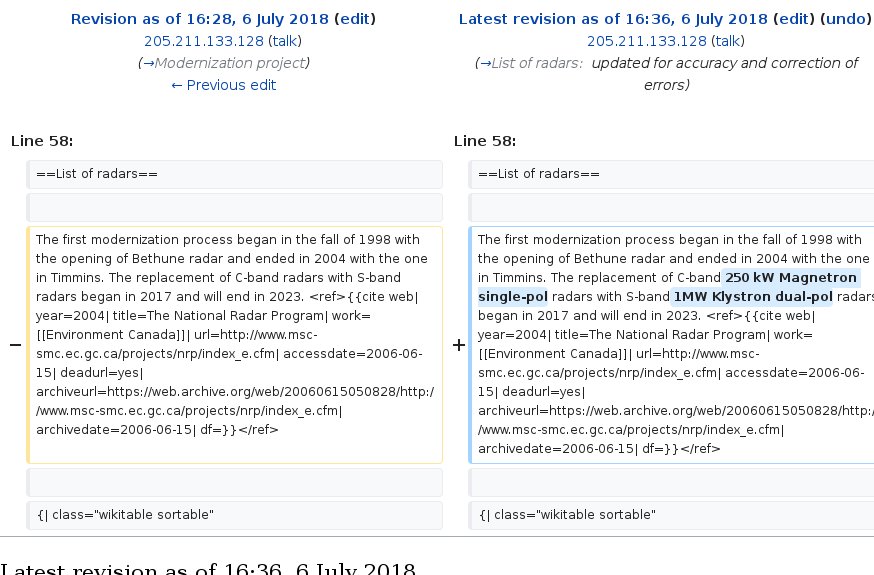 Revision as of 16:28, 6 July 2018 (edit)
205.211.133.128 (talk)
(→Modernization project)
← Previous edit
Latest revision as of 16:36, 6 July 2018 (edit) (undo)
205.211.133.128 (talk)
(→List of radars: updated for accuracy and correction of
errors)
Line 58:
Line 58:
==List of radars==
==List of radars==
−
The first modernization process began in the fall of 1998 with
the opening of Bethune radar and ended in 2004 with the one
in Timmins. The replacement of C-band radars with S-band
radars began in 2017 and will end in 2023. <ref>{{cite web|
year=2004| title=The National Radar Program| work=
[[Environment Canada]]| url=http://www.msc-
smc.ec.gc.ca/projects/nrp/index_e.cfm| accessdate=2006-06-
15| deadurl=yes|
archiveurl=https://web.archive.org/web/20060615050828/http:/
/www.msc-smc.ec.gc.ca/projects/nrp/index_e.cfm|
archivedate=2006-06-15| df=}}</ref>
+
The first modernization process began in the fall of 1998 with
the opening of Bethune radar and ended in 2004 with the one
in Timmins. The replacement of C-band 250 kW Magnetron
single-pol radars with S-band 1MW Klystron dual-pol radars
began in 2017 and will end in 2023. <ref>{{cite web|
year=2004| title=The National Radar Program| work=
[[Environment Canada]]| url=http://www.msc-
smc.ec.gc.ca/projects/nrp/index_e.cfm| accessdate=2006-06-
15| deadurl=yes|
archiveurl=https://web.archive.org/web/20060615050828/http:/
/www.msc-smc.ec.gc.ca/projects/nrp/index_e.cfm|
archivedate=2006-06-15| df=}}</ref>
{| class="wikitable sortable"
{| class="wikitable sortable"
Latest revision as of 16:36, 6 July 2018